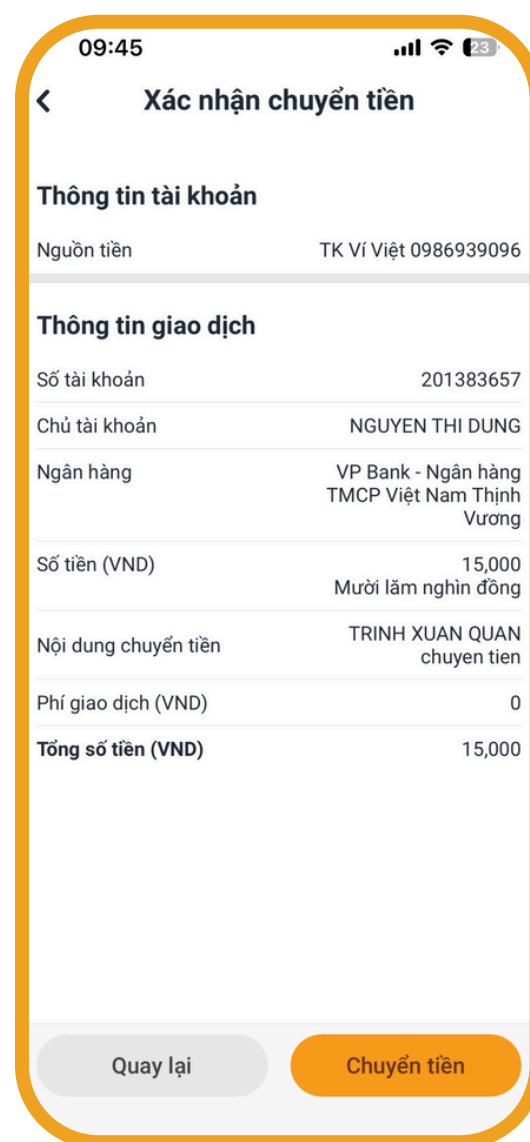 09:45
23
Xác nhận chuyển tiền
Thông tin tài khoản
Nguồn tiền TK Ví Việt 0986939096
Thông tin giao dịch
Số tài khoản 201383657
Chủ tài khoản NGUYEN THI DUNG
Ngân hàng VP Bank - Ngân hàng
TMCP Việt Nam Thịnh
Vương
Số tiền (VND) 15,000
Mười lăm nghìn đồng
Nội dung chuyển tiền TRINH XUAN QUAN
chuyen tien
Phí giao dịch (VND) 0
Tổng số tiền (VND) 15,000
Quay lại Chuyển tiền